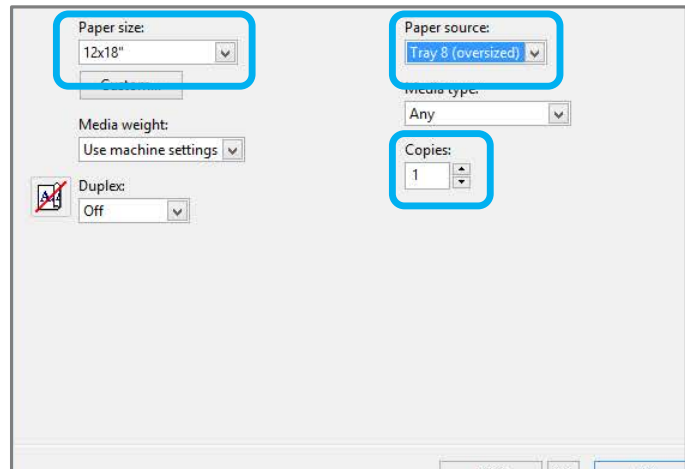 Paper size:
12x18"
Paper source:
Tray 8 (oversized)
Media type:
Any
Media weight:
Use machine settings
Copies:
1
Duplex:
Off